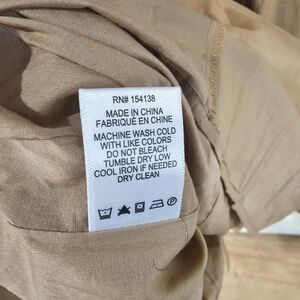 RN# 154138
MADE IN CHINA
FABRIQUÉ EN CHINE
MACHINE WASH COLD
WITH LIKE COLORS
DO NOT BLEACH
TUMBLE DRY LOW
COOL IRON IF NEEDED
DRY CLEAN